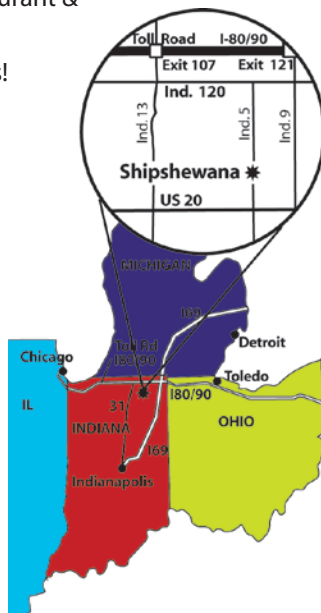 urant &
s!
Toll Road I-80/90
Exit 107 Exit 121
Ind. 120
Ind. 13
Ind. 5
Ind. 9
Shipshewana
US 20
MICHIGAN
I69
Toll Rd
I80/90
Detroit
Chicago
Toledo
31
I80/90
IL
INDIANA
OHIO
I69
Indianapolis